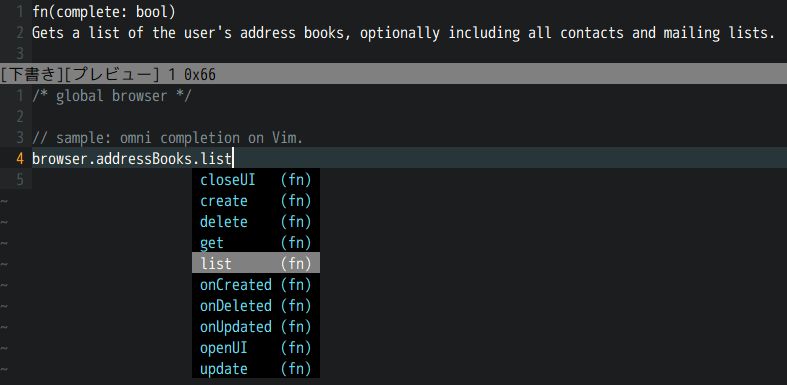 1 fn(complete: bool)
2 Gets a list of the user's address books, optionally including all contacts and mailing lists.
3
[下書き][プレビュー] 1 0x66
1 /* global browser */
2
3 // sample: omni completion on Vim.
4 browser.addressBooks.list
5
closeUI (fn)
~ create (fn)
~ delete (fn)
~ get (fn)
~ list (fn)
~ onCreated (fn)
~ onDeleted (fn)
~ onUpdated (fn)
~ openUI (fn)
~ update (fn)